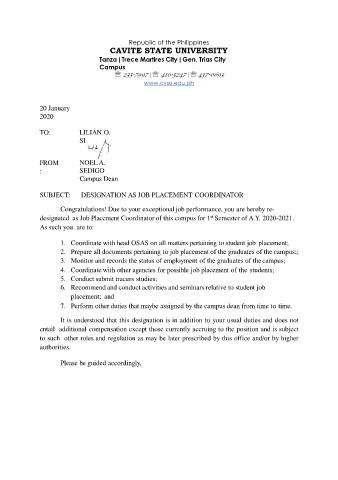 Republic of the Philippines
CAVITE STATE UNIVERSITY
Tanza | Trece Martires City | Gen. Trias City
Campus
☏ 235-7997 | ☏ 410-5247 | ☏ 437-0693
www.cvsu.edu.ph
20 January
2020
TO: LILIAN O.
SI
FROM NOEL A.
: SEDIGO
Campus Dean
SUBJECT: DESIGNATION AS JOB PLACEMENT COORDINATOR
Congratulations! Due to your exceptional job performance, you are hereby re-
designated as Job Placement Coordinator of this campus for 1st Semester of A.Y. 2020-2021.
As such you are to:
1. Coordinate with head OSAS on all matters pertaining to student job placement;
2. Prepare all documents pertaining to job placement of the graduates of the campus;;
3. Monitor and records the status of employment of the graduates of the campus;
4. Coordinate with other agencies for possible job placement of the students;
5. Conduct submit tracers studies;
6. Recommend and conduct activities and seminars relative to student job
placement; and
7. Perform other duties that maybe assigned by the campus dean from time to time.
It is understood that this designation is in addition to your usual duties and does not
entail additional compensation except those currently accruing to the position and is subject
to such other roles and regulation as may be later prescribed by this office and/or by higher
authorities.
Please be guided accordingly,